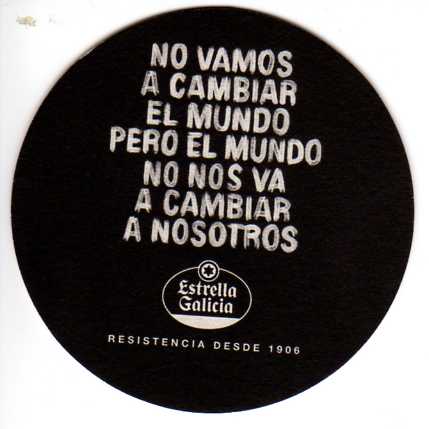 NO VAMOS
A CAMBIAR
EL MUNDO
PERO EL MUNDO
NO NOS VA
A CAMBIAR
A NOSOTROS
Estrella
Galicia
RESISTENCIA DESDE 1906